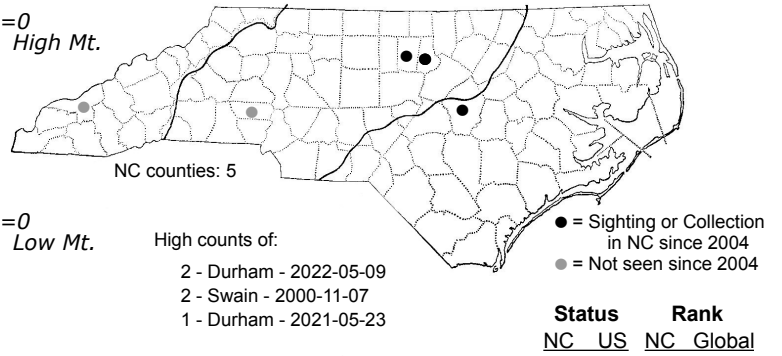 =0
High Mt.
NC counties: 5
=0
Low Mt.
High counts of:
2 - Durham - 2022-05-09
2 - Swain - 2000-11-07
1 - Durham - 2021-05-23
= Sighting or Collection
in NC since 2004
= Not seen since 2004
Status Rank
NC US NC Global